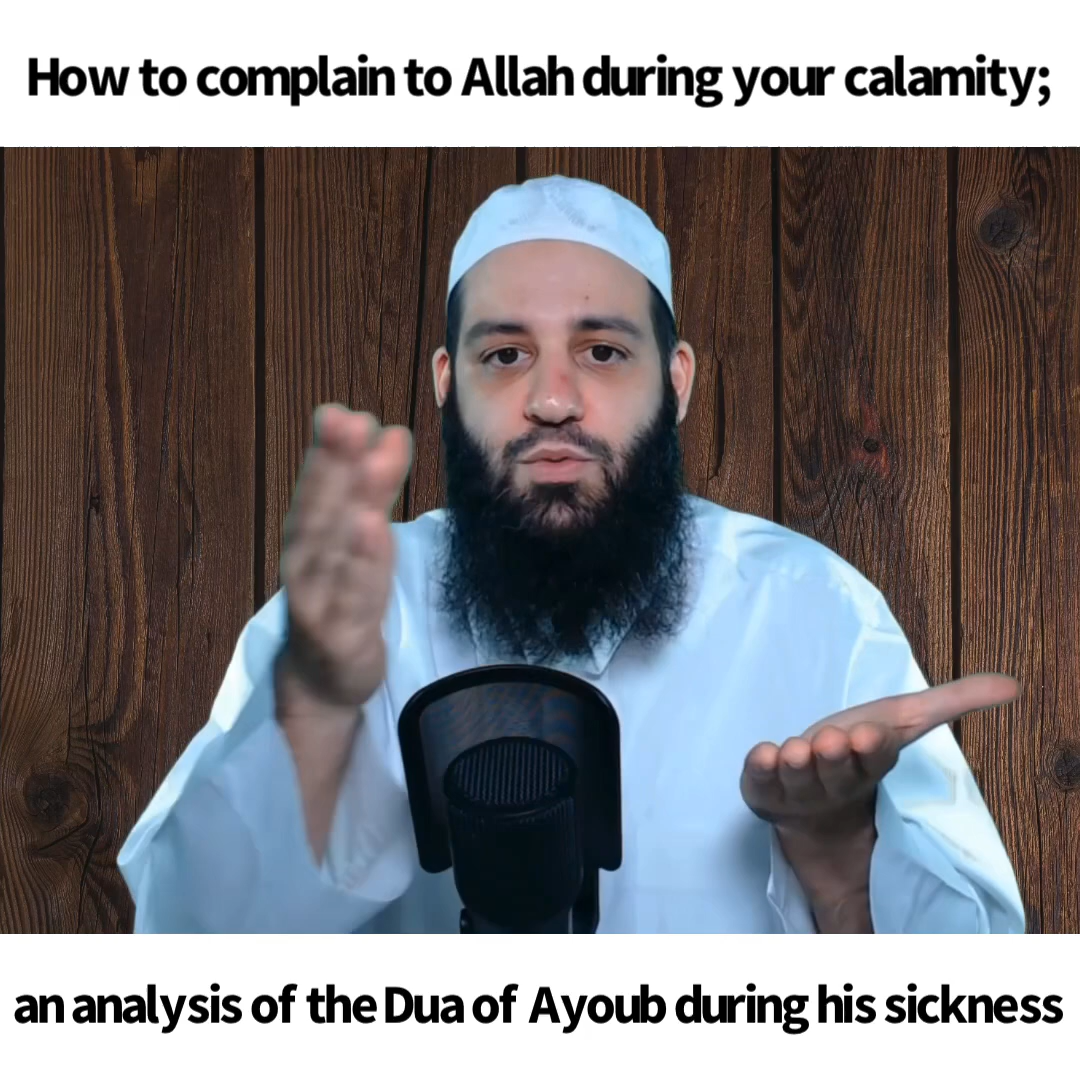 How to complain to Allah during your calamity;
an analysis of the Dua of Ayoub during his sickness